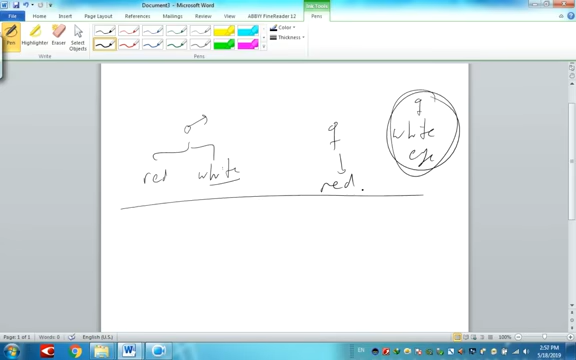 Document3 - Microsoft Word
Ink Tools
File Home Insert Page Layout References Mailings Review View ABBYY FineReader 12 Pens
Pen Highlighter Eraser Select Objects
Color
Thickness
Write Pens
♂ ♀ ♀
red white red. white
eye
Page: 1 of 1 Words: 0 English (U.S.) 100%
EN 2:57 PM
5/18/2019